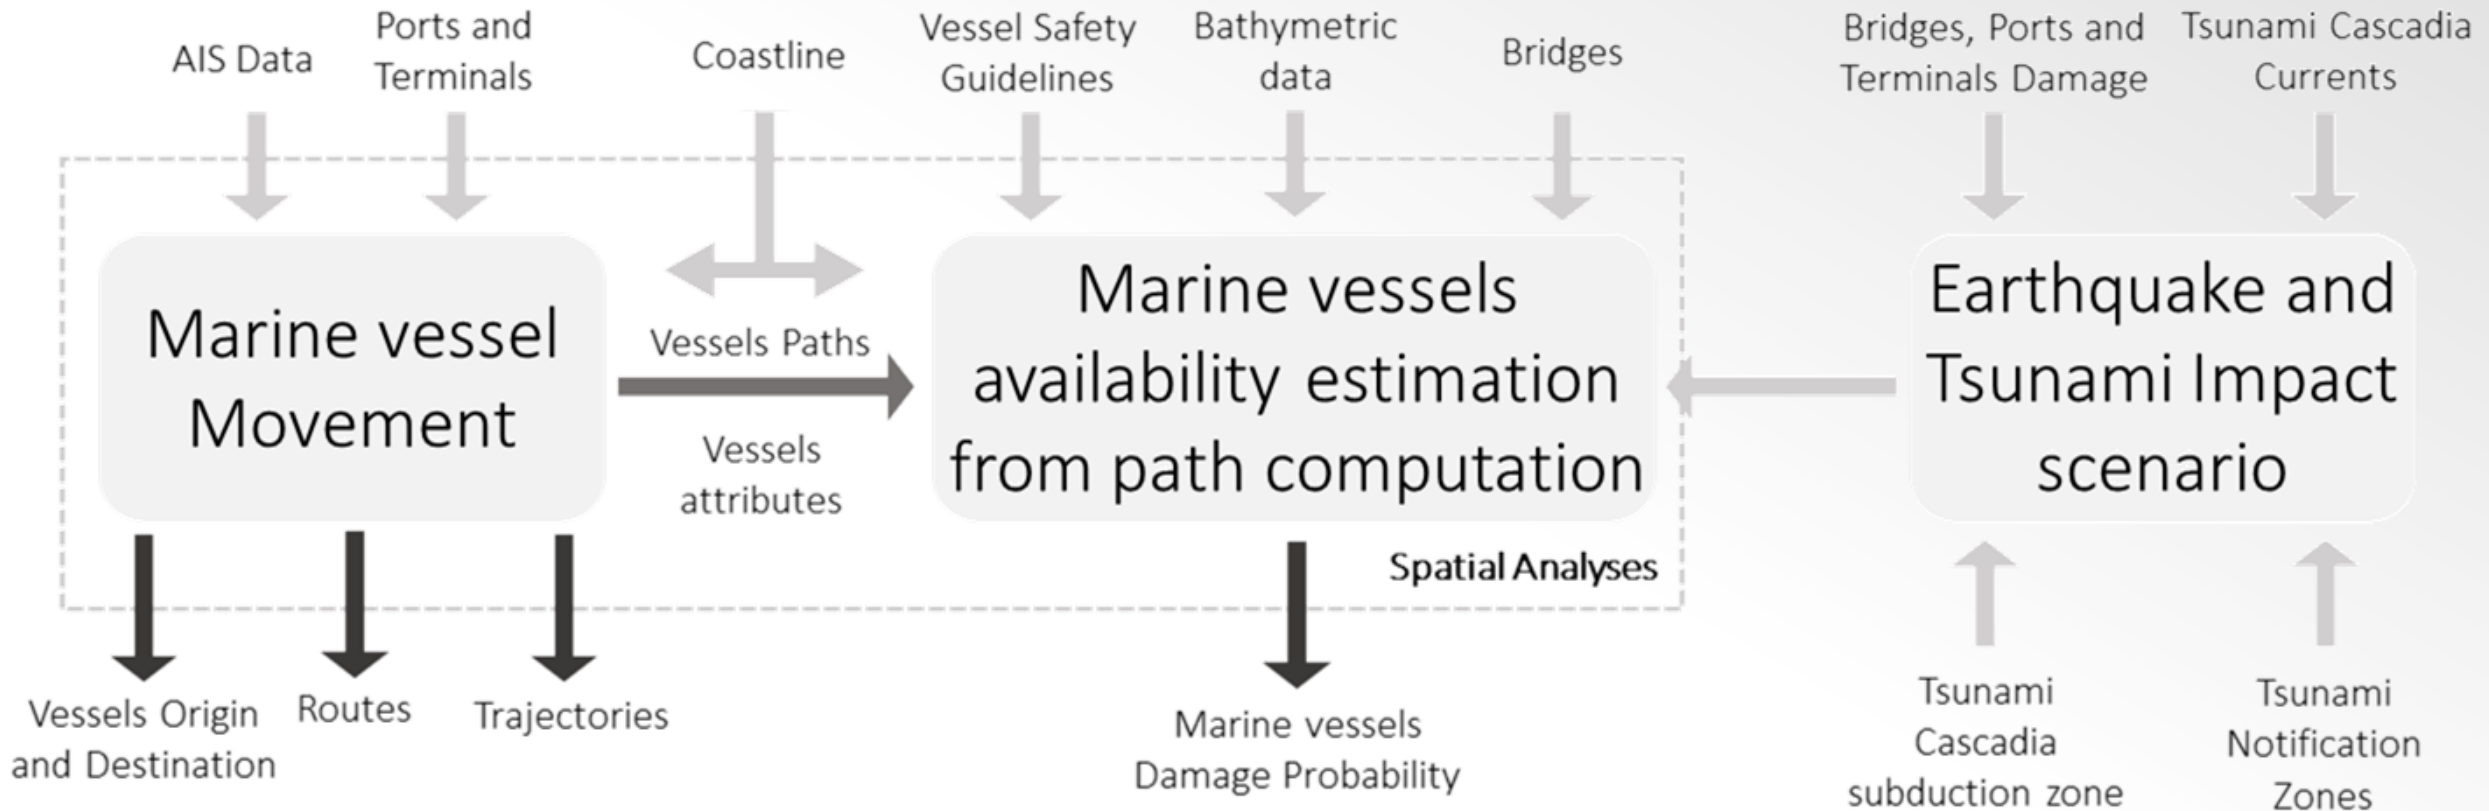 AIS Data
Ports and
Terminals
Coastline
Vessel Safety
Guidelines
Bathymetric
data
Bridges
Bridges, Ports and
Terminals Damage
Tsunami Cascadia
Currents
Marine vessel
Movement
Vessels Paths
Vessels
attributes
Marine vessels
availability estimation
from path computation
Earthquake and
Tsunami Impact
scenario
Spatial Analyses
Vessels Origin
and Destination
Routes
Trajectories
Marine vessels
Damage Probability
Tsunami
Cascadia
subduction zone
Tsunami
Notification
Zones